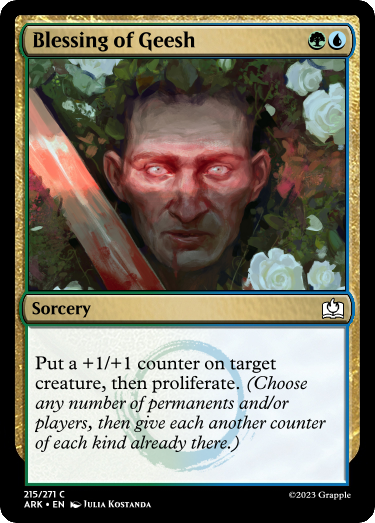 Blessing of Geesh
Sorcery
Put a +1/+1 counter on target
creature, then proliferate. (Choose
any number of permanents and/or
players, then give each another counter
of each kind already there.)
215/271 C
ARK • EN Julia Kostanda
©2023 Grapple